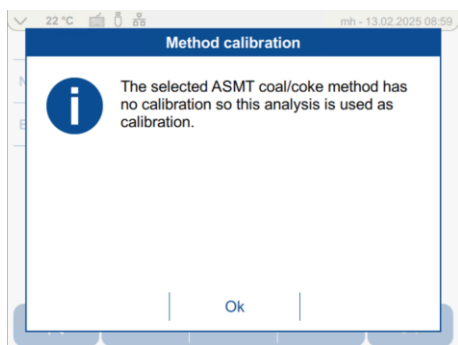 22 °C
mh - 13.02.2025 08:59
Method calibration
The selected ASMT coal/coke method has
no calibration so this analysis is used as
calibration.
Ok